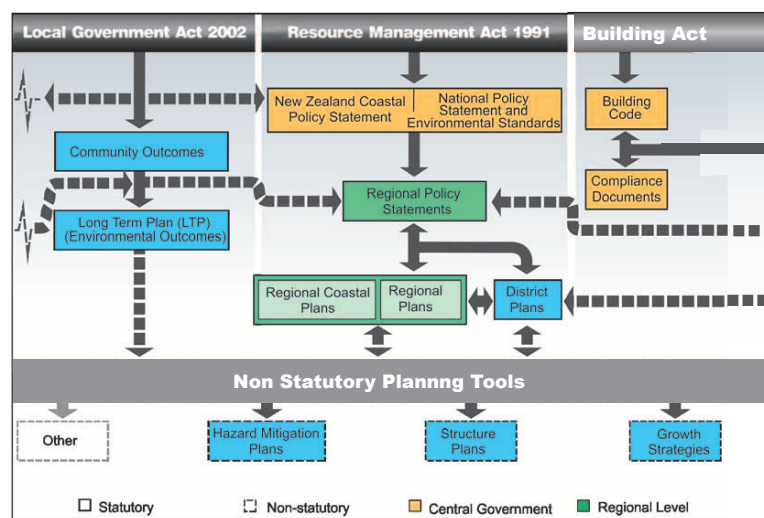 Local Government Act 2002
Resource Management Act 1991
Building Act
New Zealand Coastal
Policy Statement
National Policy
Statement and
Environmental Standards
Building
Code
Community Outcomes
Compliance
Documents
Regional Policy
Statements
Long Term Plan (LTP)
(Environmental Outcomes)
Regional Coastal
Plans
Regional
Plans
District
Plans
Non Statutory Plannng Tools
Other
Hazard Mitigation
Plans
Structure
Plans
Growth
Strategies
Statutory
Non-statutory
Central Government
Regional Level